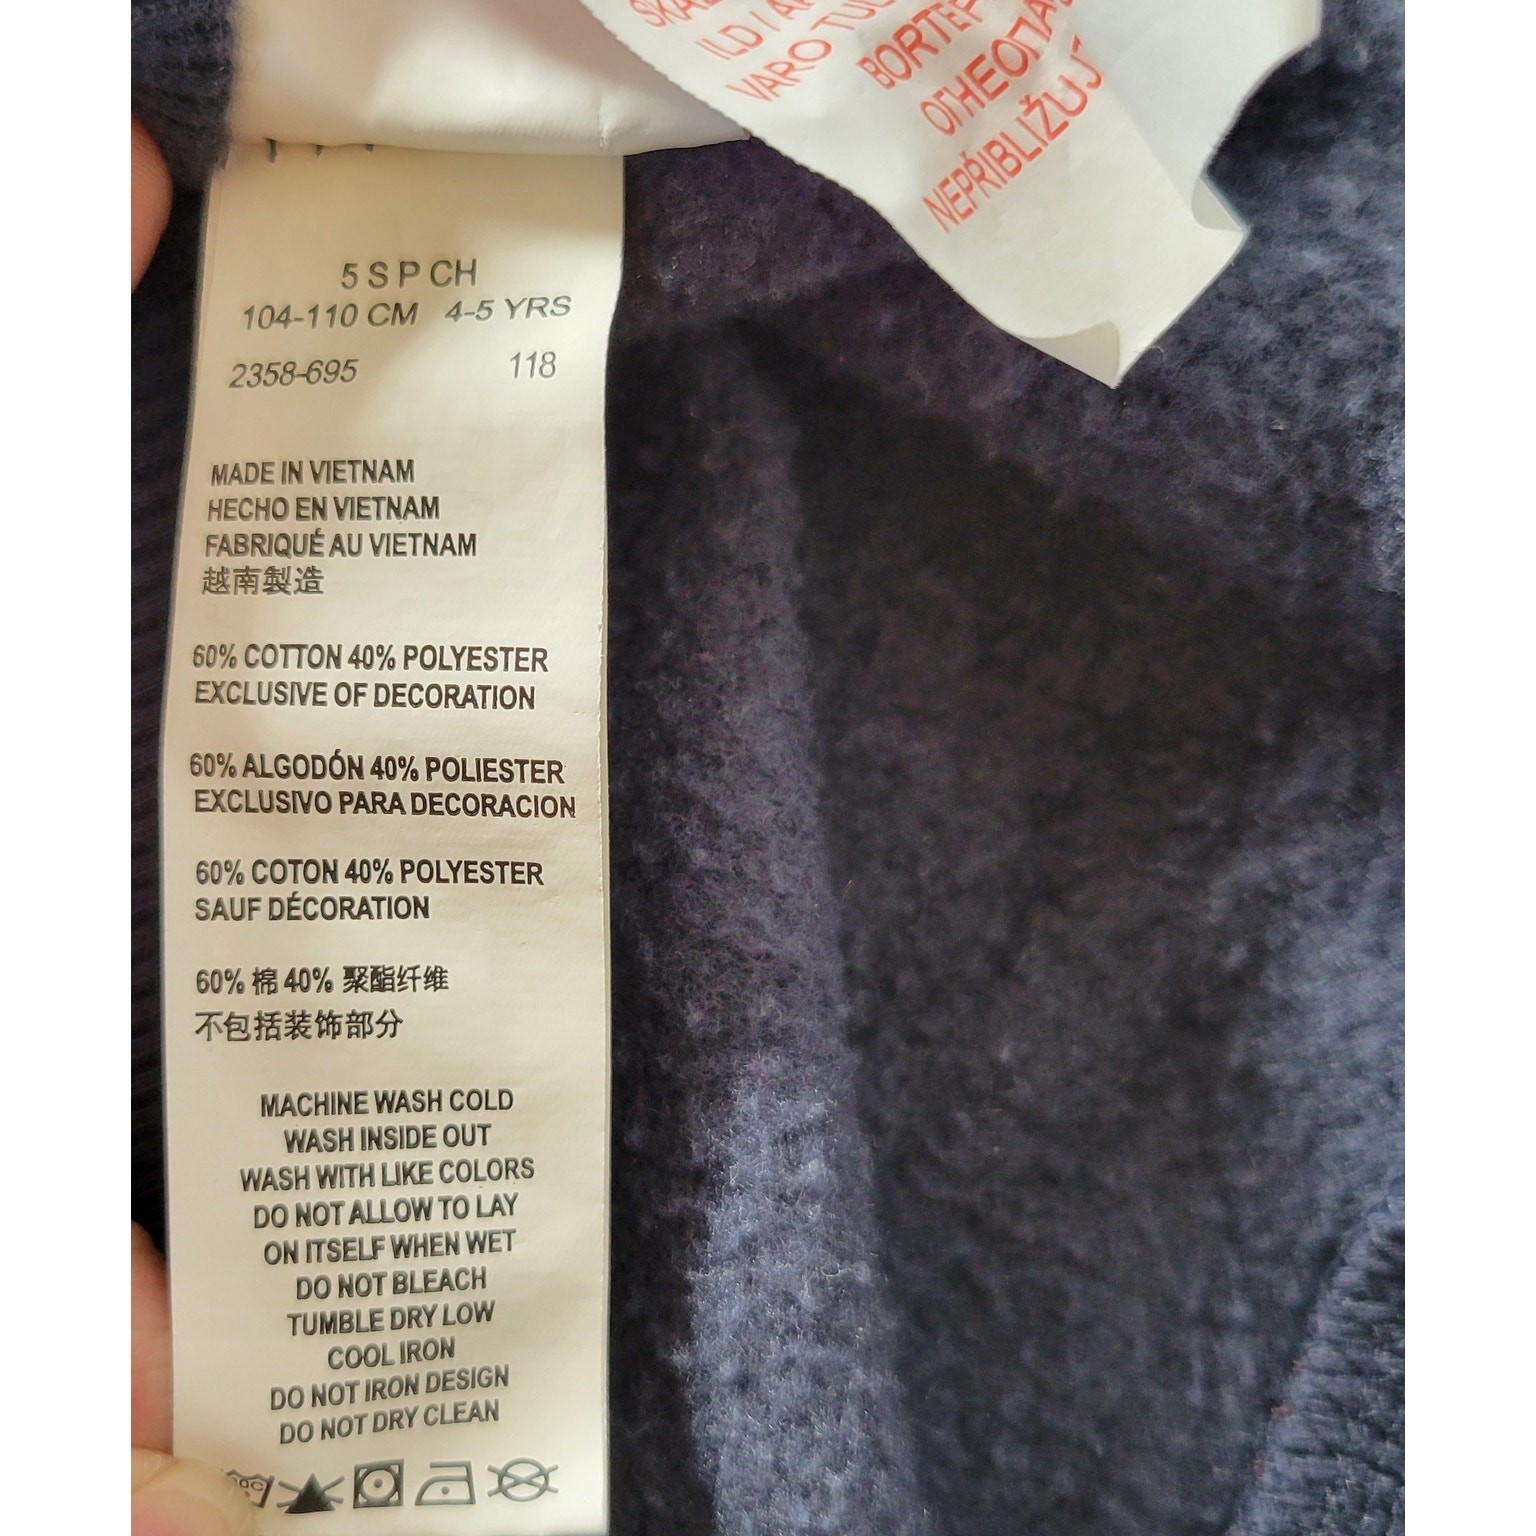 ILD I
VARO
BORTE
ОГНЕОПА
NEPŘIBLIŽUJ
5 S P CH
104-110 CM 4-5 YRS
2358-695 118
MADE IN VIETNAM
HECHO EN VIETNAM
FABRIQUÉ AU VIETNAM
越南製造
60% COTTON 40% POLYESTER
EXCLUSIVE OF DECORATION
60% ALGODÓN 40% POLIESTER
EXCLUSIVO PARA DECORACION
60% COTON 40% POLYESTER
SAUF DÉCORATION
60% 棉 40% 聚酯纤维
不包括装饰部分
MACHINE WASH COLD
WASH INSIDE OUT
WASH WITH LIKE COLORS
DO NOT ALLOW TO LAY
ON ITSELF WHEN WET
DO NOT BLEACH
TUMBLE DRY LOW
COOL IRON
DO NOT IRON DESIGN
DO NOT DRY CLEAN